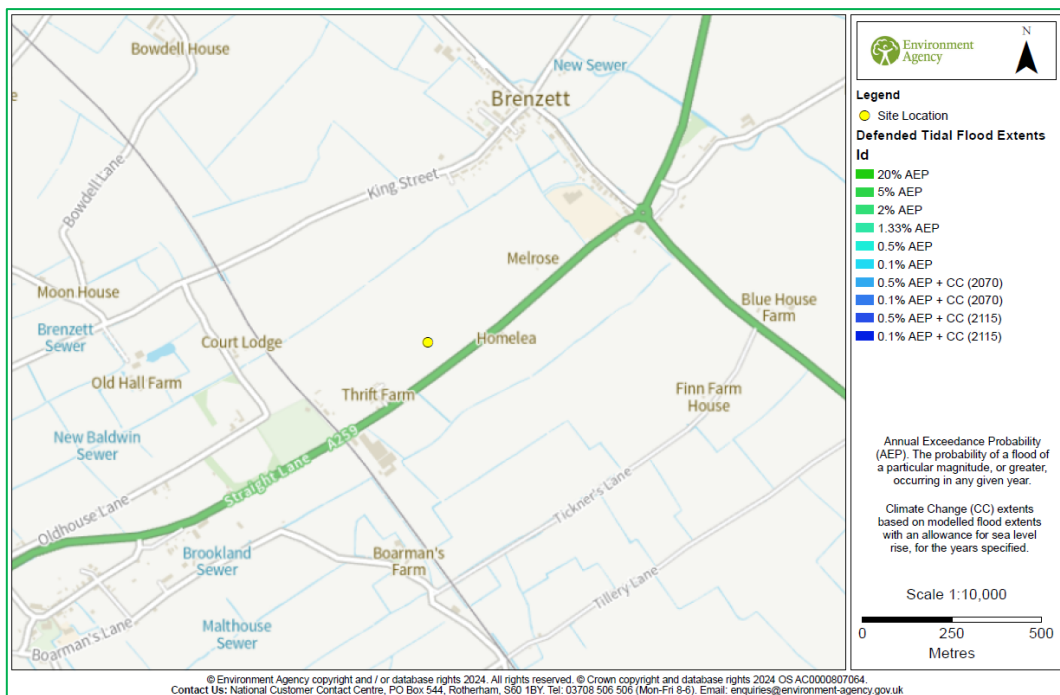 Bowdell House
New Sewer
Brenzett
Bowdell Lane
King Street
Melrose
Moon House
Blue House
Farm
Brenzett
Sewer
Court Lodge
Homelea
Old Hall Farm
Thrift Farm
Finn Farm
House
New Baldwin
Sewer
Straight Lane A259
Oldhouse Lane
Tickner's Lane
Brookland
Sewer
Boarman's
Farm
Tillery Lane
Malthouse
Sewer
Boarman's Lane
Environment
Agency
N
Legend
Site Location
Defended Tidal Flood Extents
Id
20% AEP
5% AEP
2% AEP
1.33% AEP
0.5% AEP
0.1% AEP
0.5% AEP + CC (2070)
0.1% AEP + CC (2070)
0.5% AEP + CC (2115)
0.1% AEP + CC (2115)
Annual Exceedance Probability
(AEP). The probability of a flood of
a particular magnitude, or greater,
occurring in any given year.
Climate Change (CC) extents
based on modelled flood extents
with an allowance for sea level
rise, for the years specified.
Scale 1:10,000
0 250 500
Metres
© Environment Agency copyright and / or database rights 2024. All rights reserved. © Crown copyright and database rights 2024 OS AC0000807064.
Contact Us: National Customer Contact Centre, PO Box 544, Rotherham, S60 1BY. Tel: 03708 506 506 (Mon-Fri 8-6). Email: enquiries@environment-agency.gov.uk